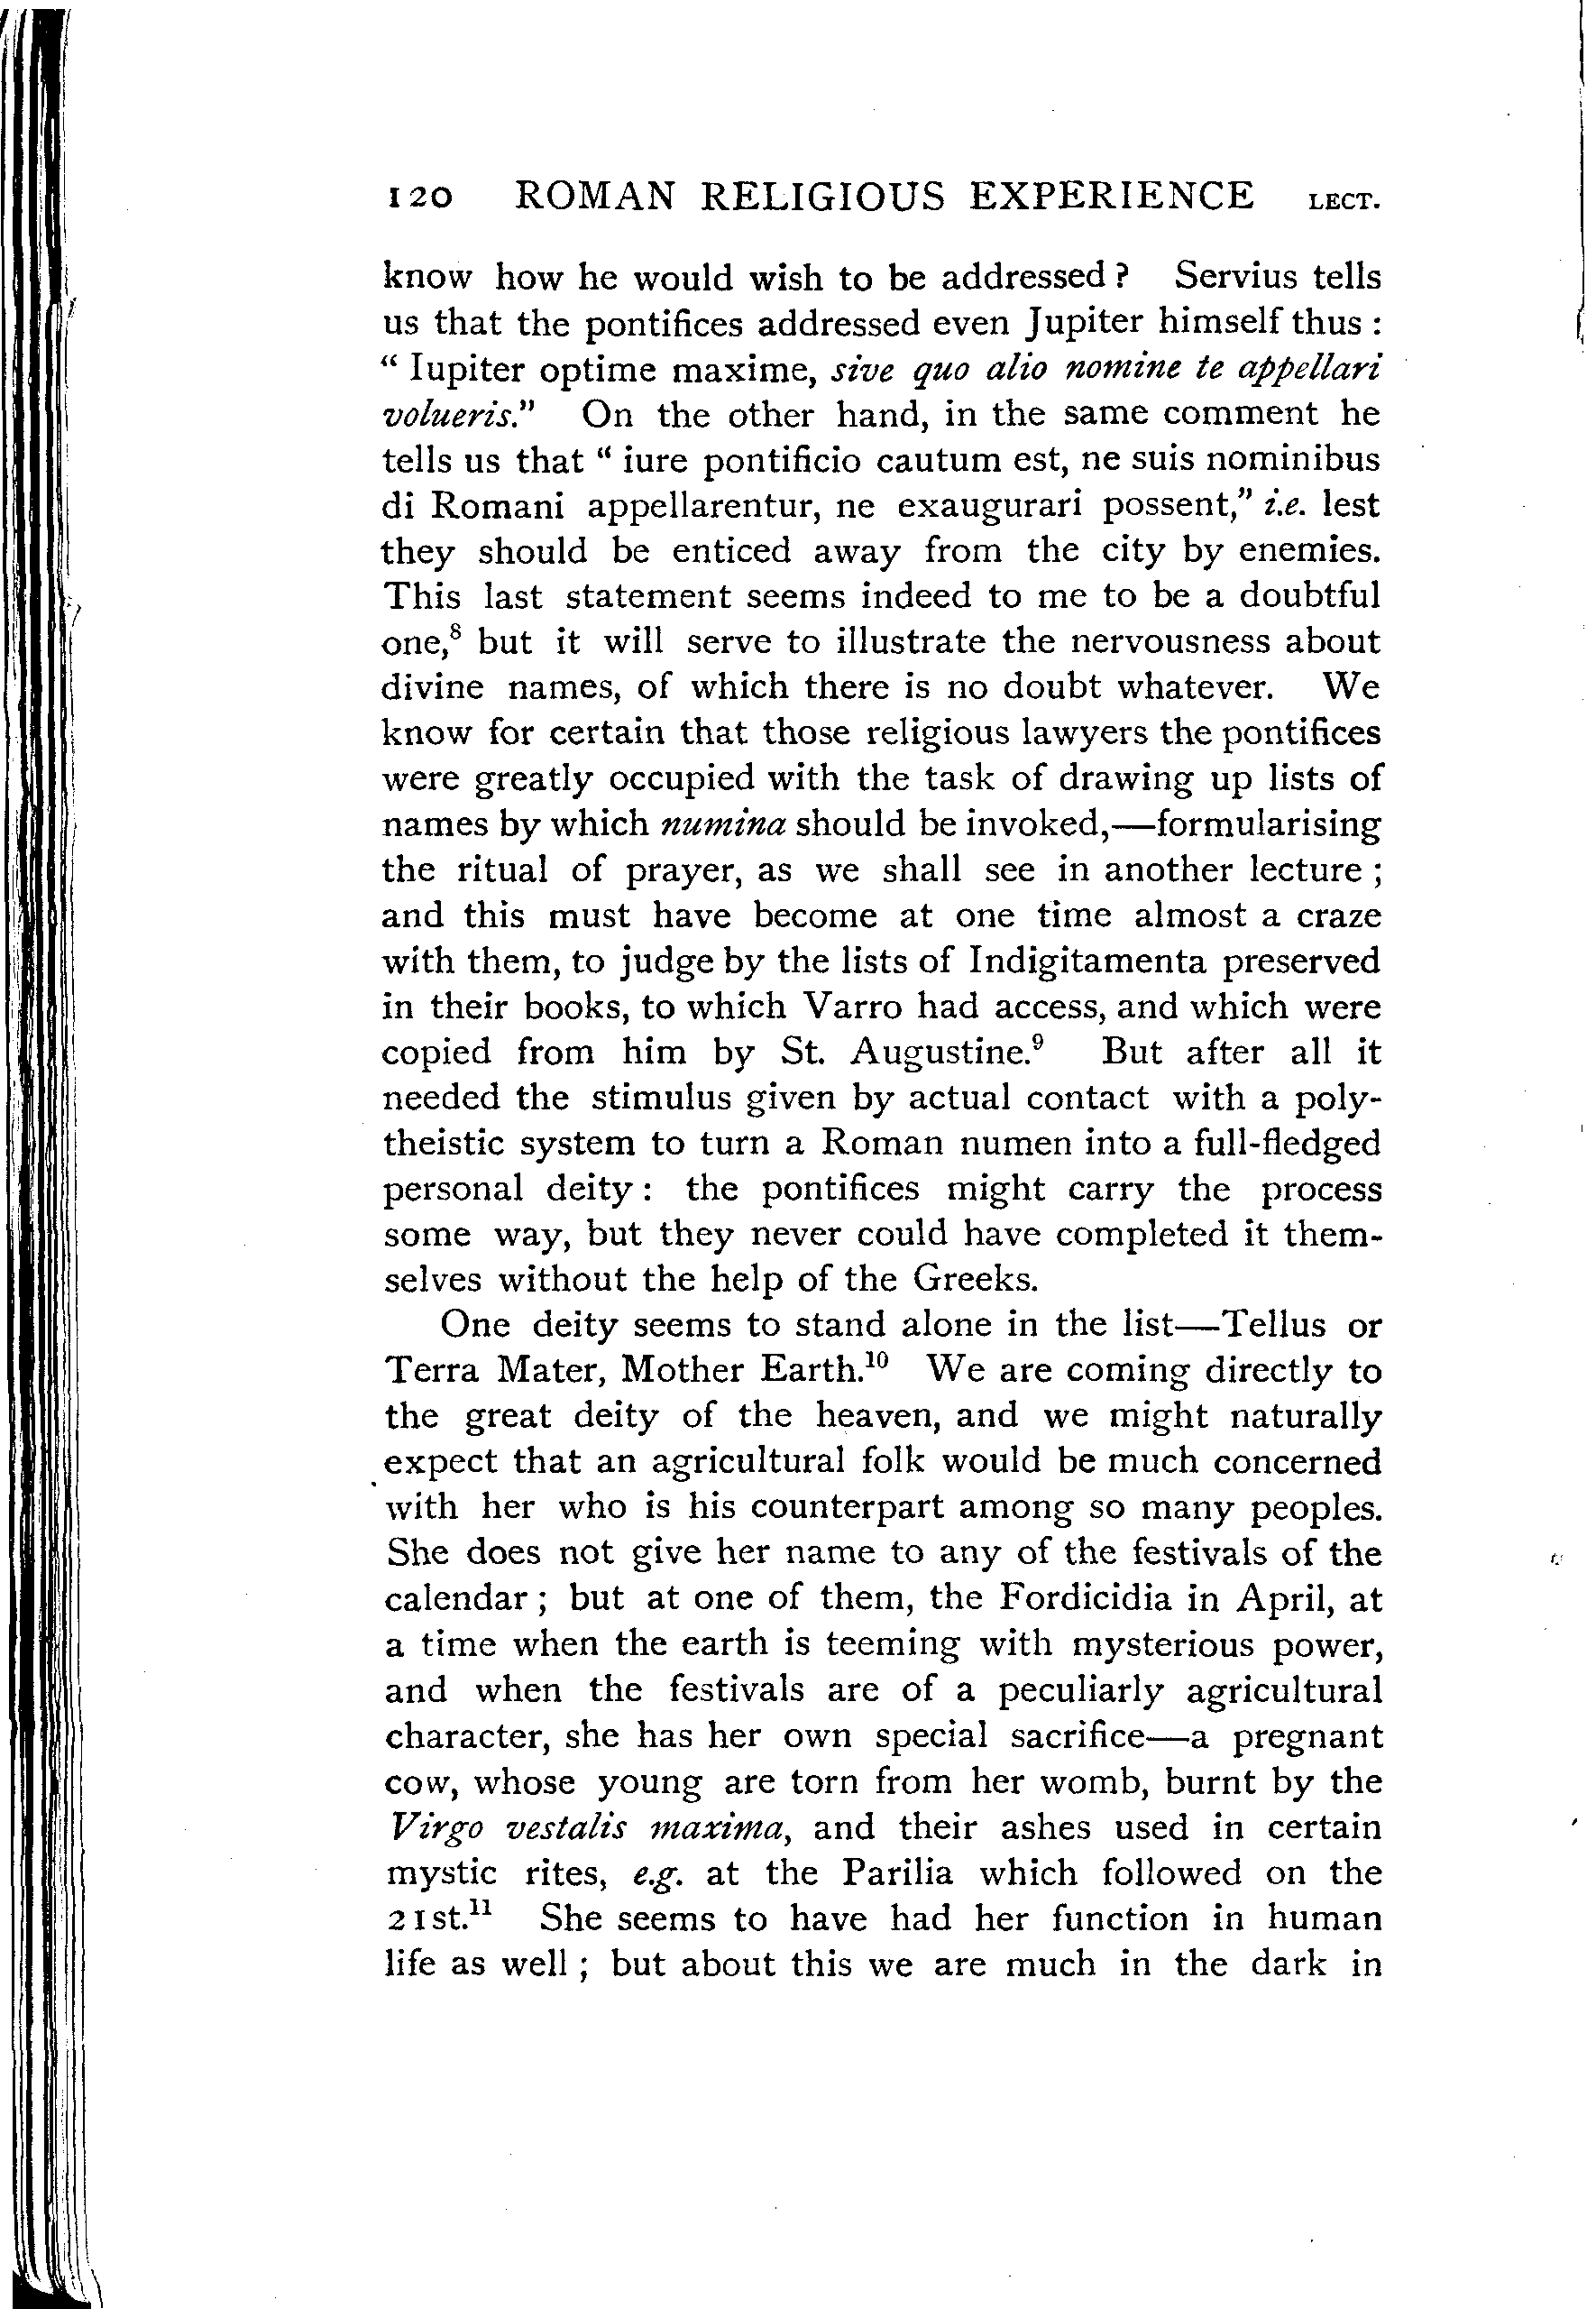 120 ROMAN RELIGIOUS EXPERIENCE LECT.
know how he would wish to be addressed? Servius tells
us that the pontifices addressed even Jupiter himself thus:
“Iupiter optime maxime, sive quo alio nomine te appellari
volueris.” On the other hand, in the same comment he
tells us that “iure pontificio cautum est, ne suis nominibus
di Romani appellarentur, ne exaugurari possent,” i.e. lest
they should be enticed away from the city by enemies.
This last statement seems indeed to me to be a doubtful
one,⁸ but it will serve to illustrate the nervousness about
divine names, of which there is no doubt whatever. We
know for certain that those religious lawyers the pontifices
were greatly occupied with the task of drawing up lists of
names by which numina should be invoked,—formularising
the ritual of prayer, as we shall see in another lecture;
and this must have become at one time almost a craze
with them, to judge by the lists of Indigitamenta preserved
in their books, to which Varro had access, and which were
copied from him by St. Augustine.⁹ But after all it
needed the stimulus given by actual contact with a poly-
theistic system to turn a Roman numen into a full-fledged
personal deity: the pontifices might carry the process
some way, but they never could have completed it them-
selves without the help of the Greeks.
One deity seems to stand alone in the list—Tellus or
Terra Mater, Mother Earth.¹⁰ We are coming directly to
the great deity of the heaven, and we might naturally
expect that an agricultural folk would be much concerned
with her who is his counterpart among so many peoples.
She does not give her name to any of the festivals of the
calendar; but at one of them, the Fordicidia in April, at
a time when the earth is teeming with mysterious power,
and when the festivals are of a peculiarly agricultural
character, she has her own special sacrifice—a pregnant
cow, whose young are torn from her womb, burnt by the
Virgo vestalis maxima, and their ashes used in certain
mystic rites, e.g. at the Parilia which followed on the
21st.¹¹ She seems to have had her function in human
life as well; but about this we are much in the dark in